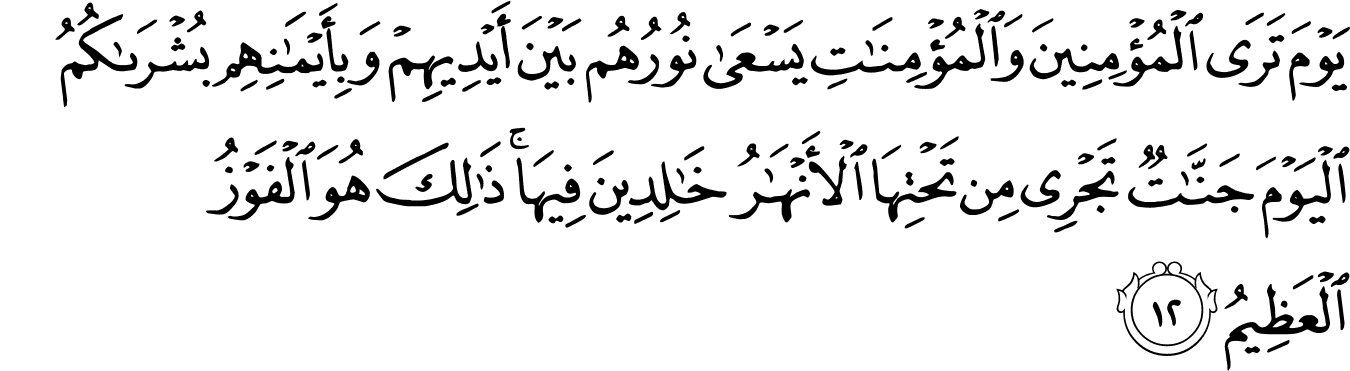 يَوْمَ تَرَى ٱلْمُؤْمِنِينَ وَٱلْمُؤْمِنَـٰتِ يَسْعَىٰ نُورُهُم بَيْنَ أَيْدِيهِمْ وَبِأَيْمَـٰنِهِم بُشْرَىٰكُمُ
ٱلْيَوْمَ جَنَّـٰتٌ تَجْرِى مِن تَحْتِهَا ٱلْأَنْهَـٰرُ خَـٰلِدِينَ فِيهَا ۚ ذَٰلِكَ هُوَ ٱلْفَوْزُ
ٱلْعَظِيمُ ١٢